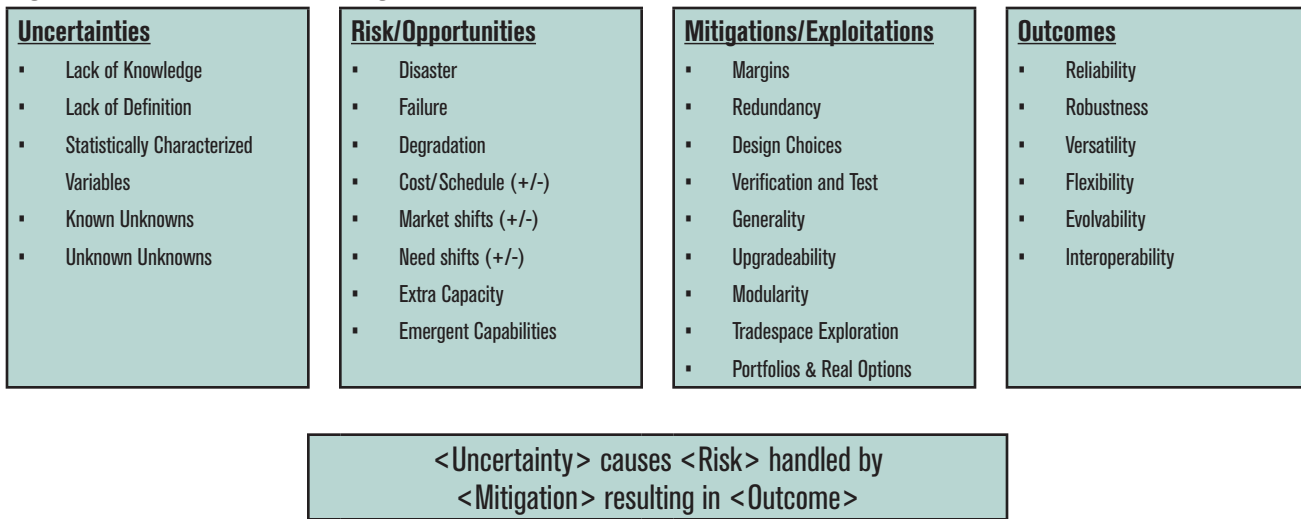 Uncertainties
▪ Lack of Knowledge
▪ Lack of Definition
▪ Statistically Characterized
Variables
▪ Known Unknowns
▪ Unknown Unknowns
Risk/Opportunities
▪ Disaster
▪ Failure
▪ Degradation
▪ Cost/Schedule (+/-)
▪ Market shifts (+/-)
▪ Need shifts (+/-)
▪ Extra Capacity
▪ Emergent Capabilities
Mitigations/Exploitations
▪ Margins
▪ Redundancy
▪ Design Choices
▪ Verification and Test
▪ Generality
▪ Upgradeability
▪ Modularity
▪ Tradespace Exploration
▪ Portfolios & Real Options
Outcomes
▪ Reliability
▪ Robustness
▪ Versatility
▪ Flexibility
▪ Evolvability
▪ Interoperability
<Uncertainty> causes <Risk> handled by
<Mitigation> resulting in <Outcome>